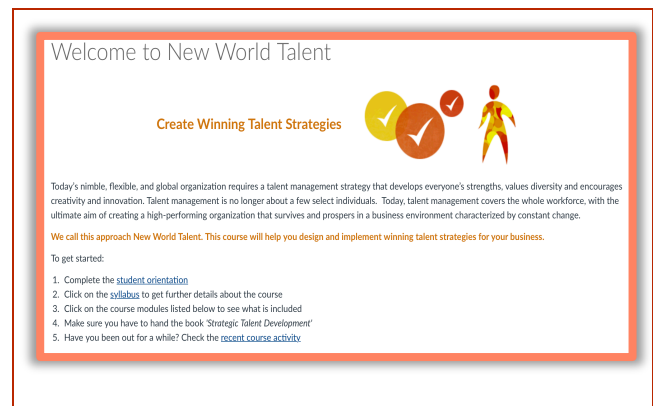 Welcome to New World Talent
Create Winning Talent Strategies
Today's nimble, flexible, and global organization requires a talent management strategy that develops everyone's strengths, values diversity and encourages
creativity and innovation. Talent management is no longer about a few select individuals.  Today, talent management covers the whole workforce, with the
ultimate aim of creating a high-performing organization that survives and prospers in a business environment characterized by constant change.
We call this approach New World Talent. This course will help you design and implement winning talent strategies for your business.
To get started:
1. Complete the student orientation
2. Click on the syllabus to get further details about the course
3. Click on the course modules listed below to see what is included
4. Make sure you have to hand the book 'Strategic Talent Development'
5. Have you been out for a while? Check the recent course activity